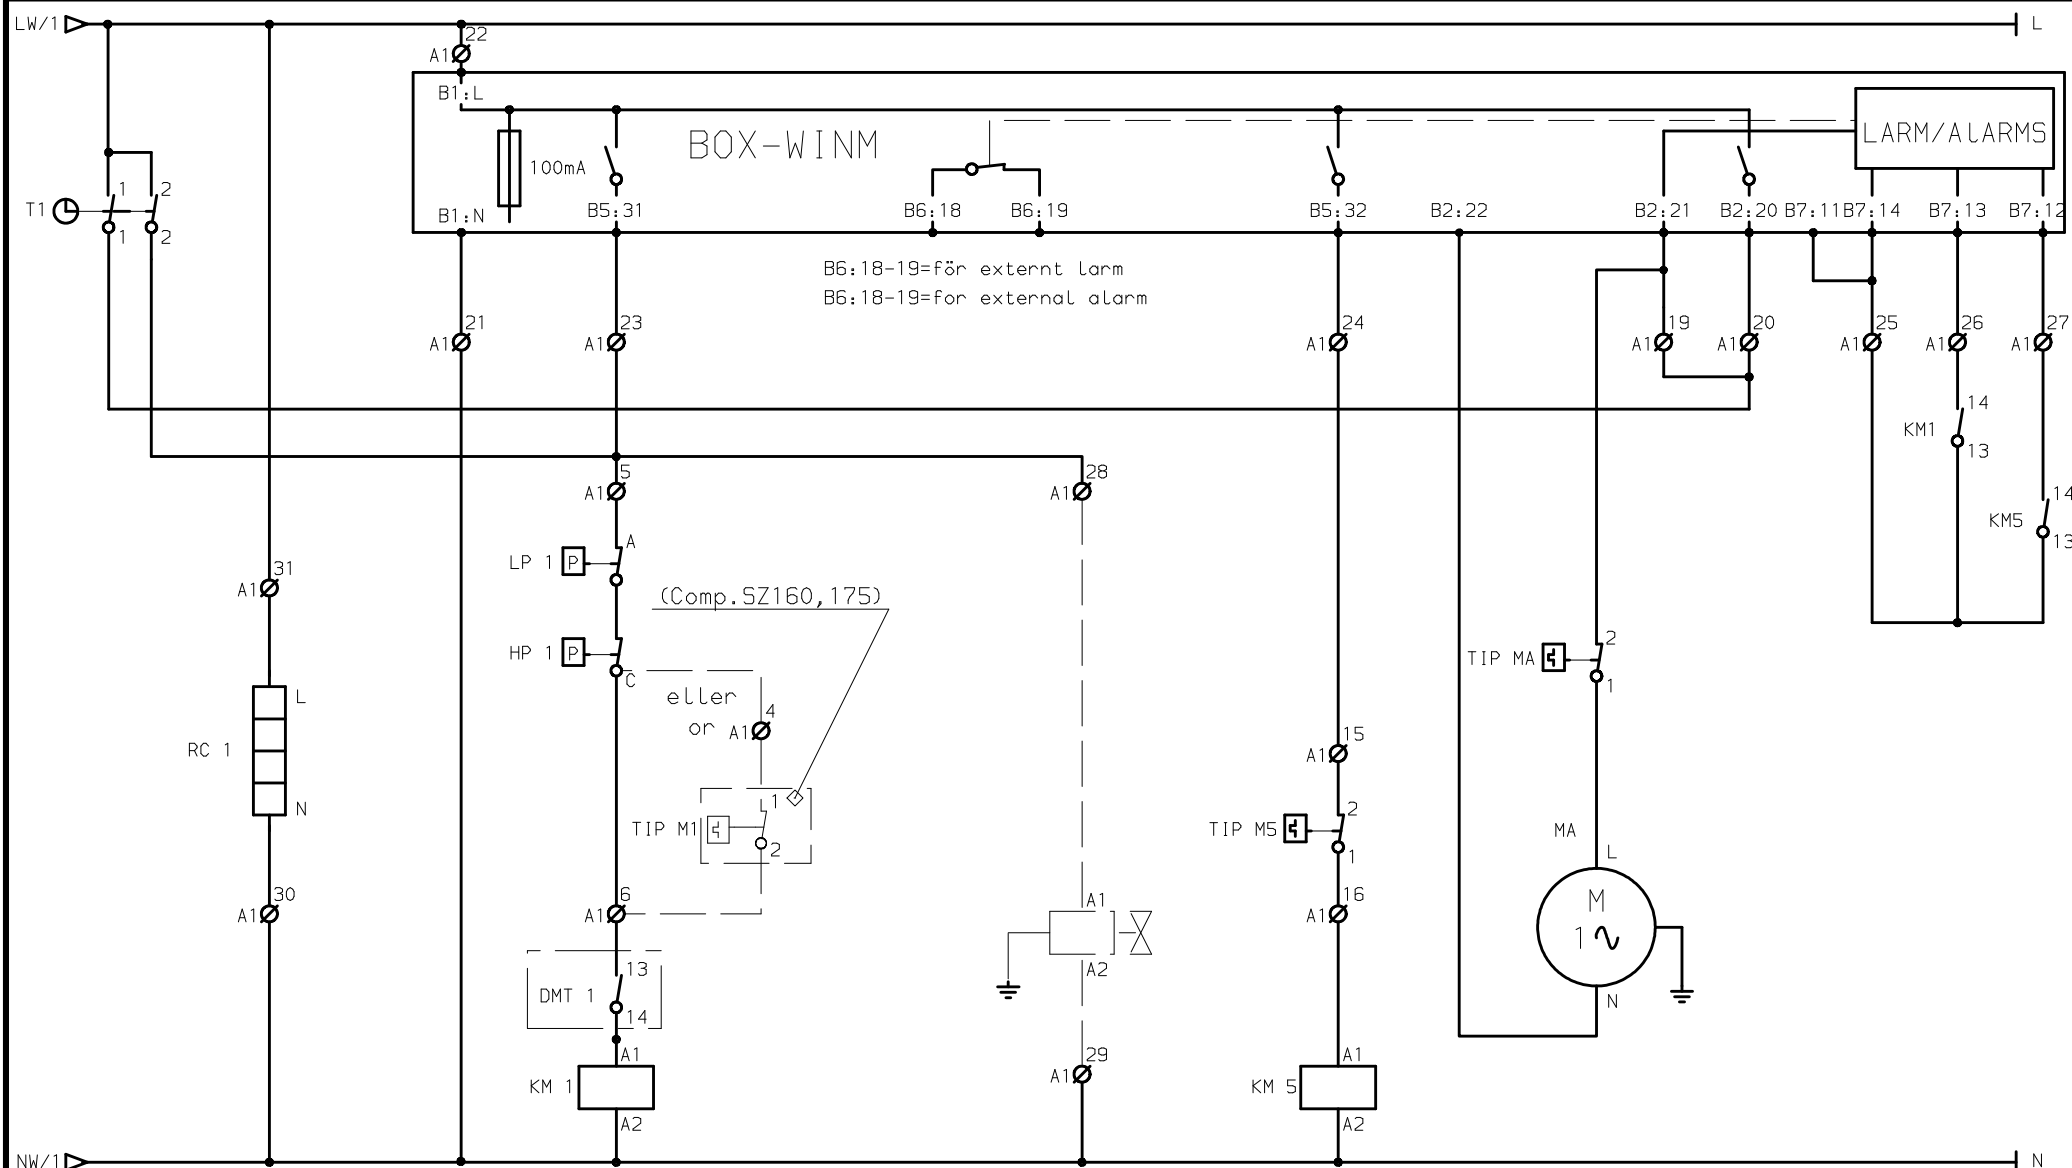 LW/1 L
22
A1
B1:L
BOX-WINM
LARM/ALARMS
100mA
1 2
T1
B1:N B5:31 B6:18 B6:19 B5:32 B2:22 B2:21 B2:20 B7:11 B7:14 B7:13 B7:12
1 2
B6:18-19=för externt larm
B6:18-19=for external alarm
21 23 24 19 20 25 26 27
A1 A1 A1 A1 A1 A1 A1 A1
14
KM1
13
5 28
A1 A1
14
KM5
13
A
LP 1 P
31
A1
(Comp.SZ160,175)
HP 1 P
C
2
TIP MA
1
L
eller
or
4
A1
RC 1
15
A1
N
1
TIP M1
2
2
TIP M5
1
MA
L
30
A1
6
A1
16
A1
A1
M
1
A2
13
DMT 1
14
N
A1
KM 1
A2
29
A1
A1
KM 5
A2
NW/1 N